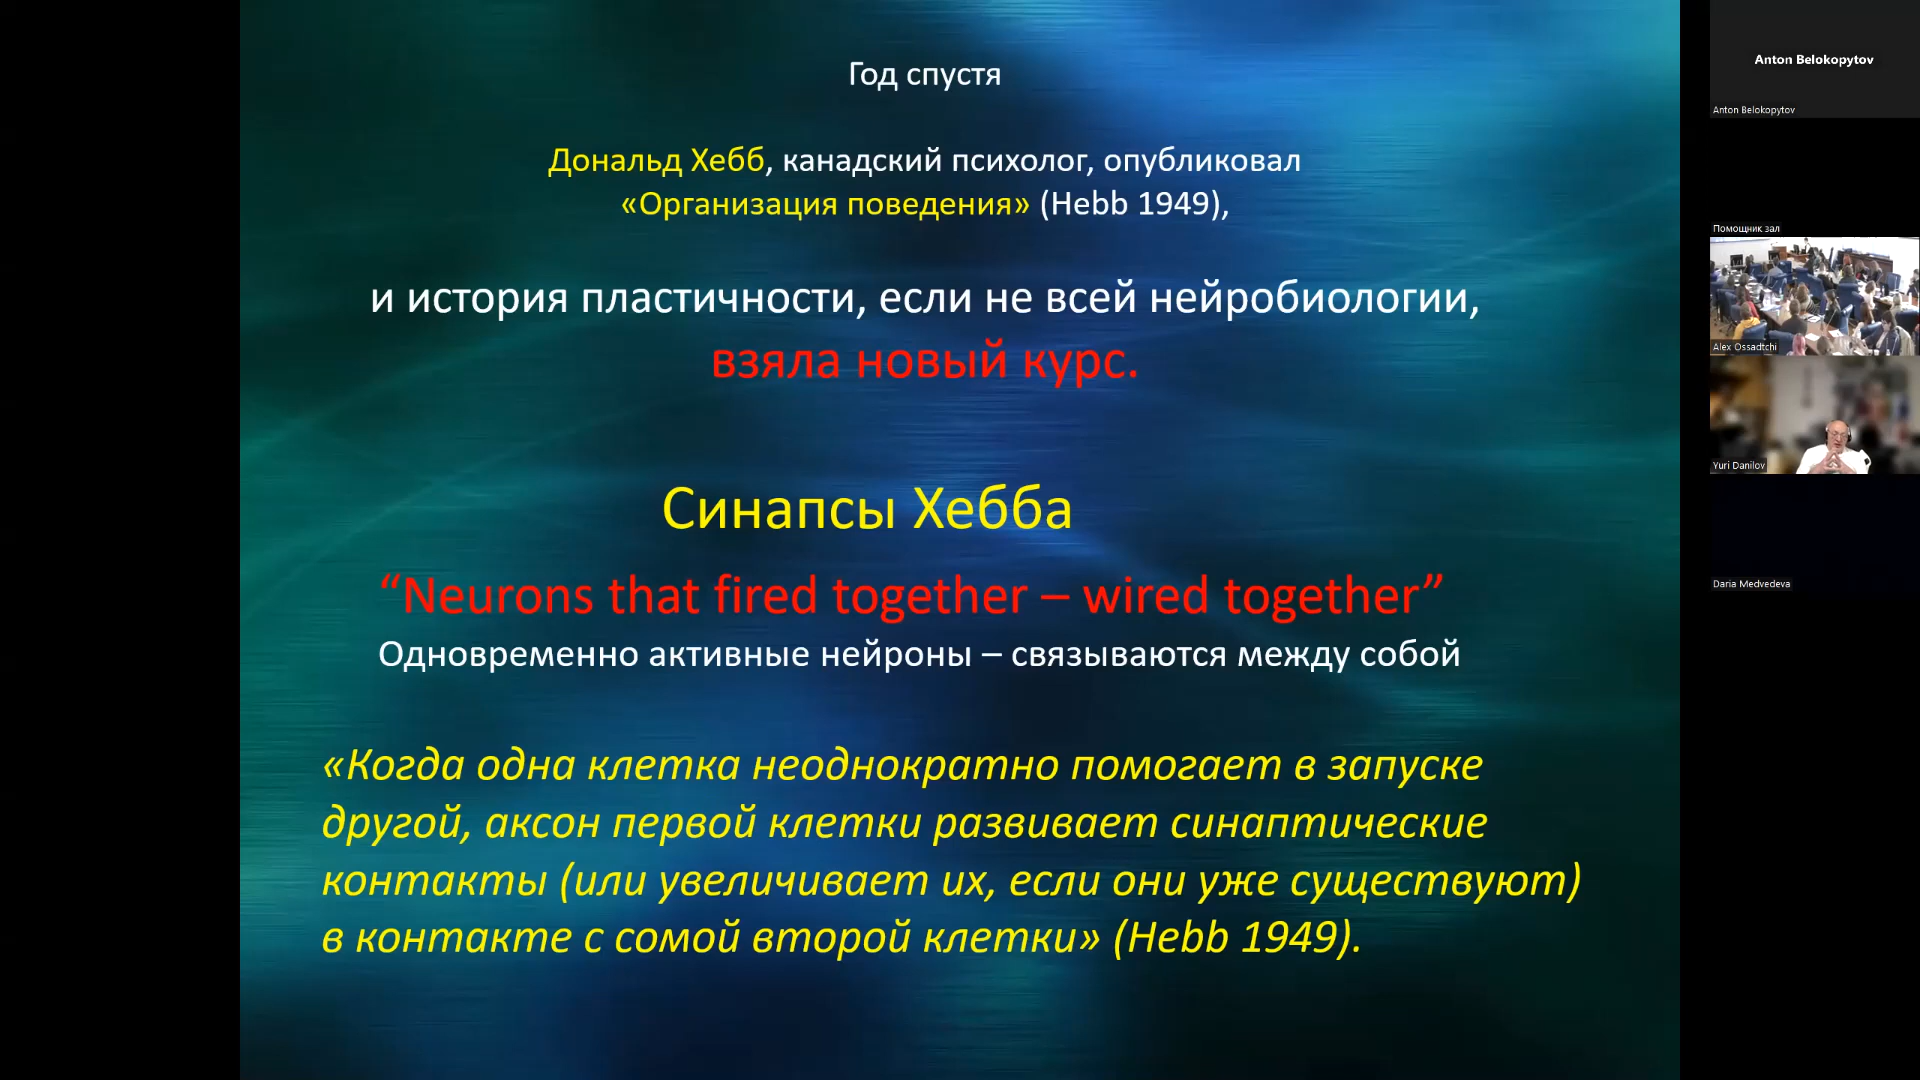 Год спустя
Дональд Хебб, канадский психолог, опубликовал
«Организация поведения» (Hebb 1949),
и история пластичности, если не всей нейробиологии,
взяла новый курс.
Синапсы Хебба
“Neurons that fired together – wired together”
Одновременно активные нейроны – связываются между собой
«Когда одна клетка неоднократно помогает в запуске
другой, аксон первой клетки развивает синаптические
контакты (или увеличивает их, если они уже существуют)
в контакте с сомой второй клетки» (Hebb 1949).
Anton Belokopytov
Anton Belokopytov
Помощник зал
Alex Ossadtchi
Yuri Danilov
Daria Medvedeva